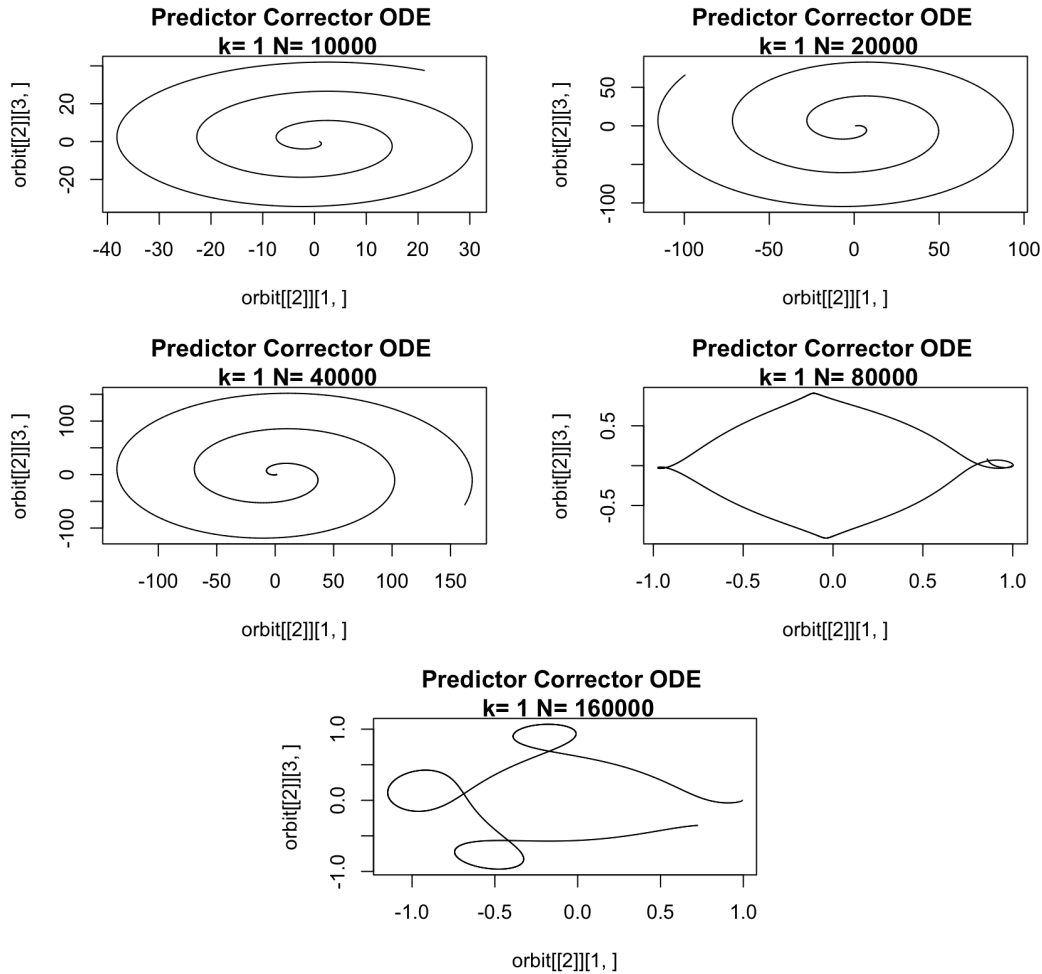 Predictor Corrector ODE
k= 1 N= 10000
orbit[[2]][3, ]
20
0
-20
-40
-30
-20
-10
0
10
20
30
orbit[[2]][1, ]
Predictor Corrector ODE
k= 1 N= 20000
orbit[[2]][3, ]
50
0
-100
-100
-50
0
50
100
orbit[[2]][1, ]
Predictor Corrector ODE
k= 1 N= 40000
orbit[[2]][3, ]
100
0
-100
-100
-50
0
50
100
150
orbit[[2]][1, ]
Predictor Corrector ODE
k= 1 N= 80000
orbit[[2]][3, ]
0.5
-0.5
-1.0
-0.5
0.0
0.5
1.0
orbit[[2]][1, ]
Predictor Corrector ODE
k= 1 N= 160000
orbit[[2]][3, ]
1.0
0.0
-1.0
-1.0
-0.5
0.0
0.5
1.0
orbit[[2]][1, ]